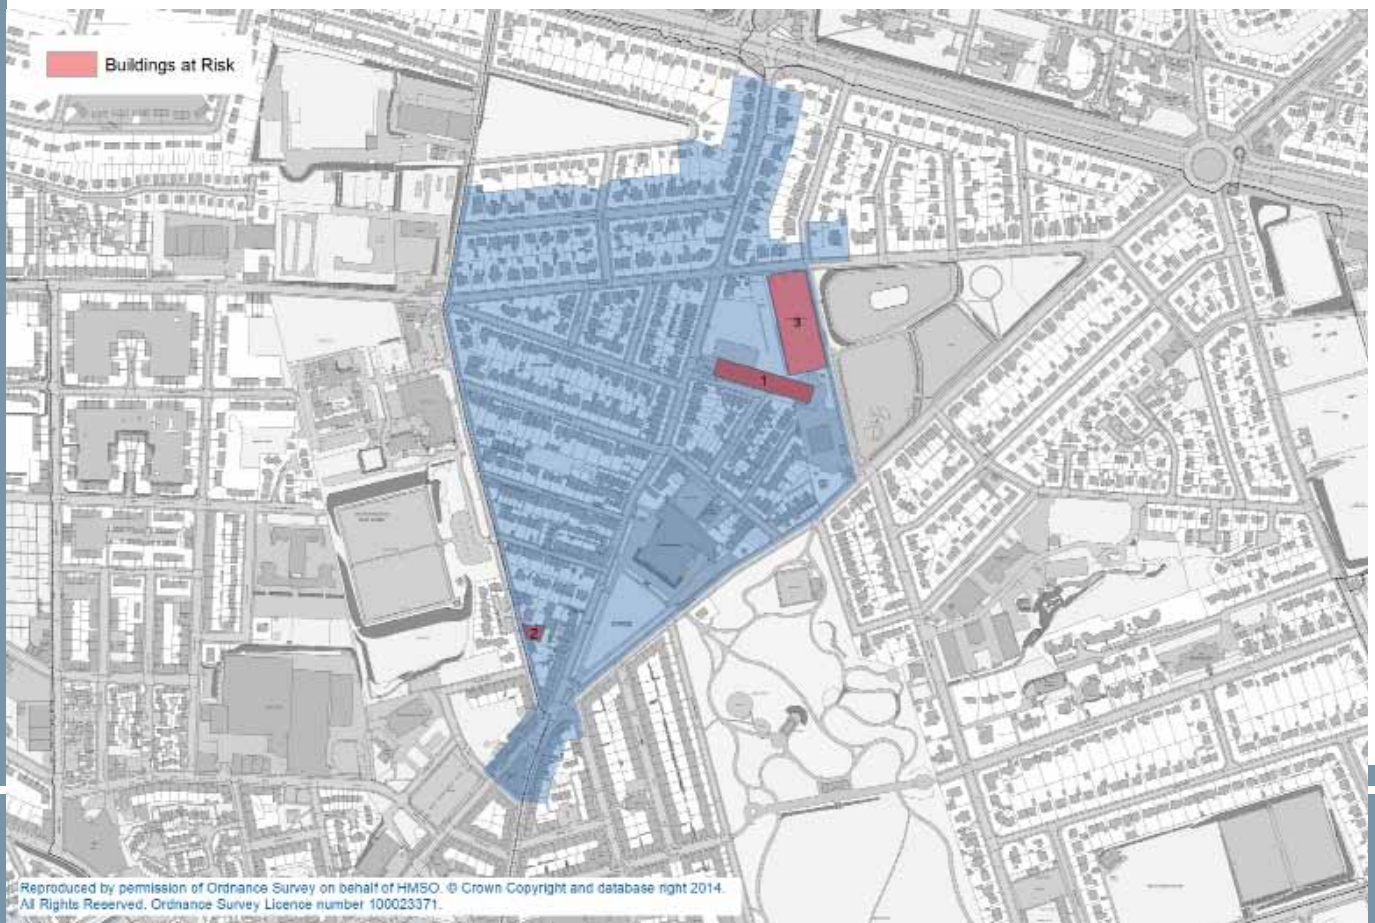 Buildings at Risk
3
1
2
Reproduced by permission of Ordnance Survey on behalf of HMSO. © Crown Copyright and database right 2014.
All Rights Reserved. Ordnance Survey Licence number 100023371.